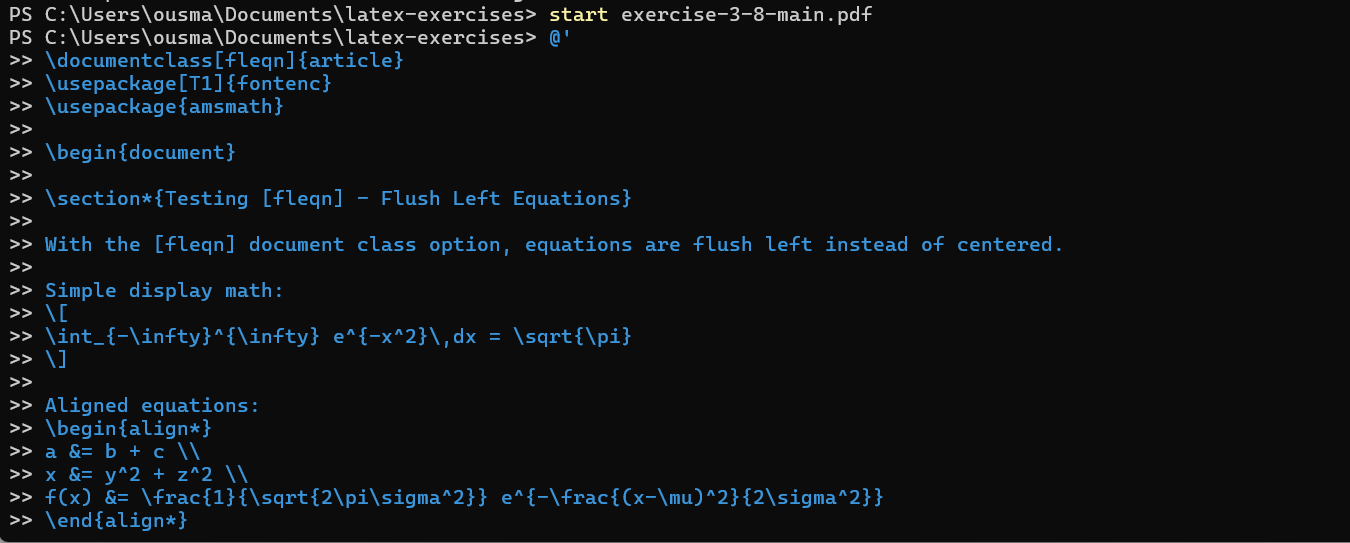 PS C:\Users\ousma\Documents\latex-exercises> start exercise-3-8-main.pdf
PS C:\Users\ousma\Documents\latex-exercises> @'
>> \documentclass[fleqn]{article}
>> \usepackage[T1]{fontenc}
>> \usepackage{amsmath}
>>
>> \begin{document}
>>
>> \section*{Testing [fleqn] - Flush Left Equations}
>>
>> With the [fleqn] document class option, equations are flush left instead of centered.
>>
>> Simple display math:
>> \[
>> \int_{-\infty}^{\infty} e^{-x^2}\,dx = \sqrt{\pi}
>> \]
>>
>> Aligned equations:
>> \begin{align*}
>> a &= b + c \\
>> x &= y^2 + z^2 \\
>> f(x) &= \frac{1}{\sqrt{2\pi\sigma^2}} e^{-\frac{(x-\mu)^2}{2\sigma^2}}
>> \end{align*}